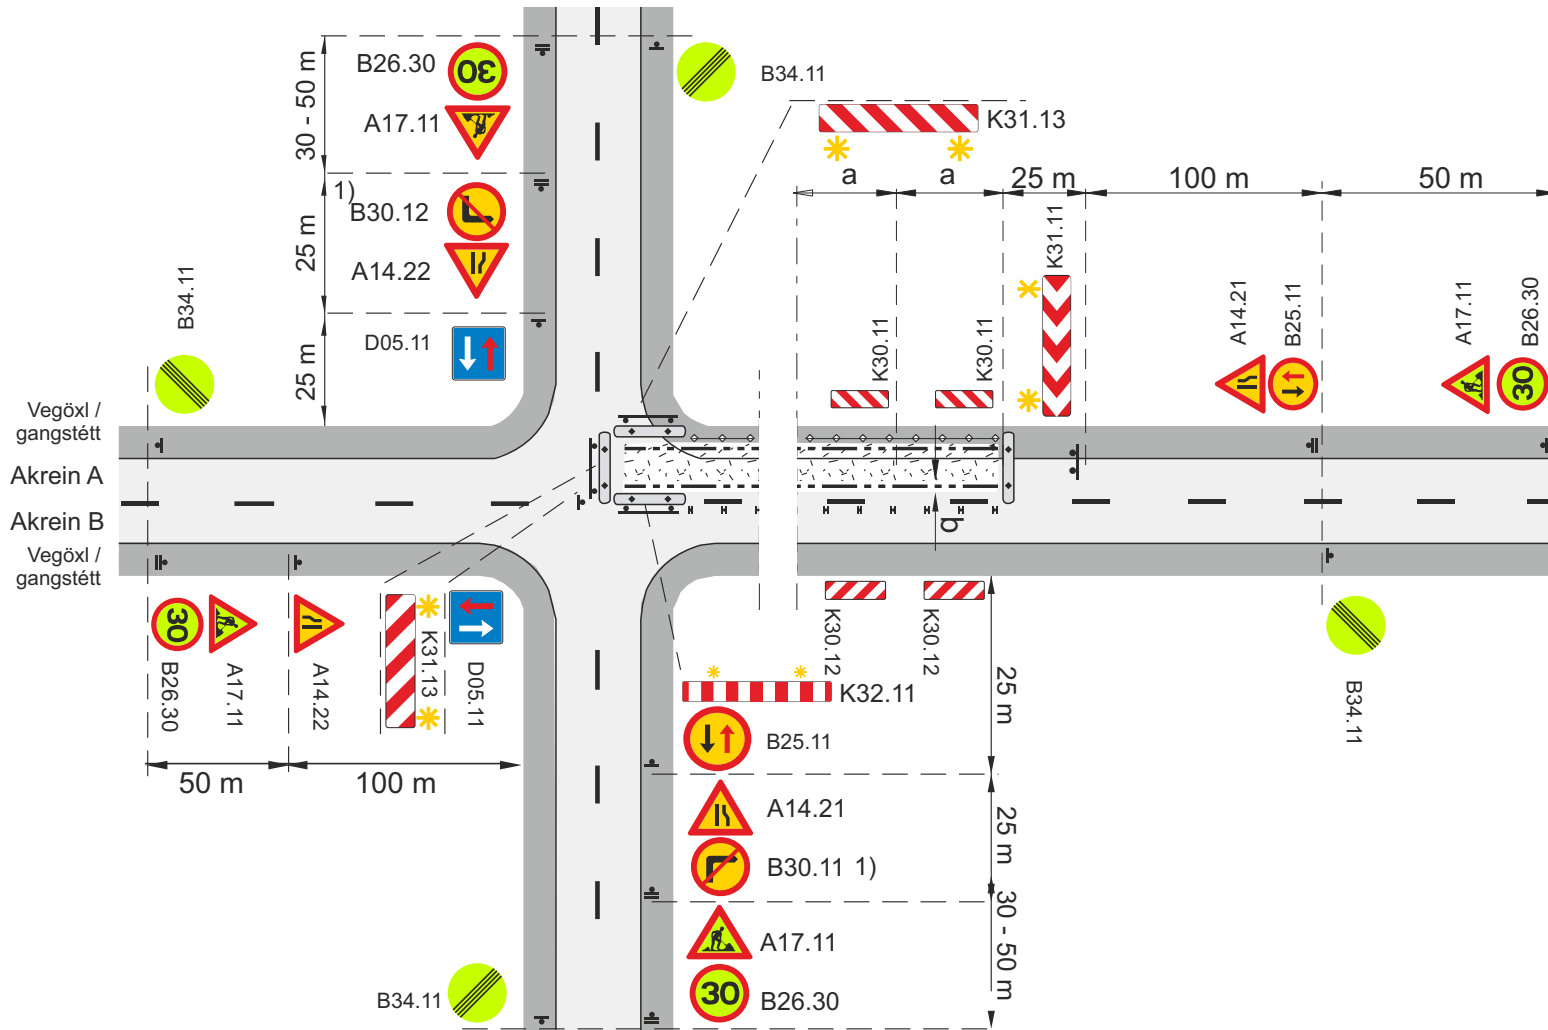 B26.30
30
A17.11
30 - 50 m
1)
B30.12
A14.22
25 m
D05.11
25 m
B34.11
B34.11
K31.13
a
a
25 m
100 m
50 m
K31.11
K30.11
K30.11
A14.21
B25.11
A17.11
B26.30
30
Vegöxl /
gangstétt
Akrein A
Akrein B
Vegöxl /
gangstétt
b
30
B26.30
A17.11
A14.22
K31.13
D05.11
50 m
100 m
K30.12
K30.12
K32.11
B25.11
25 m
A14.21
B30.11 1)
25 m
A17.11
30
B26.30
30 - 50 m
B34.11
B34.11